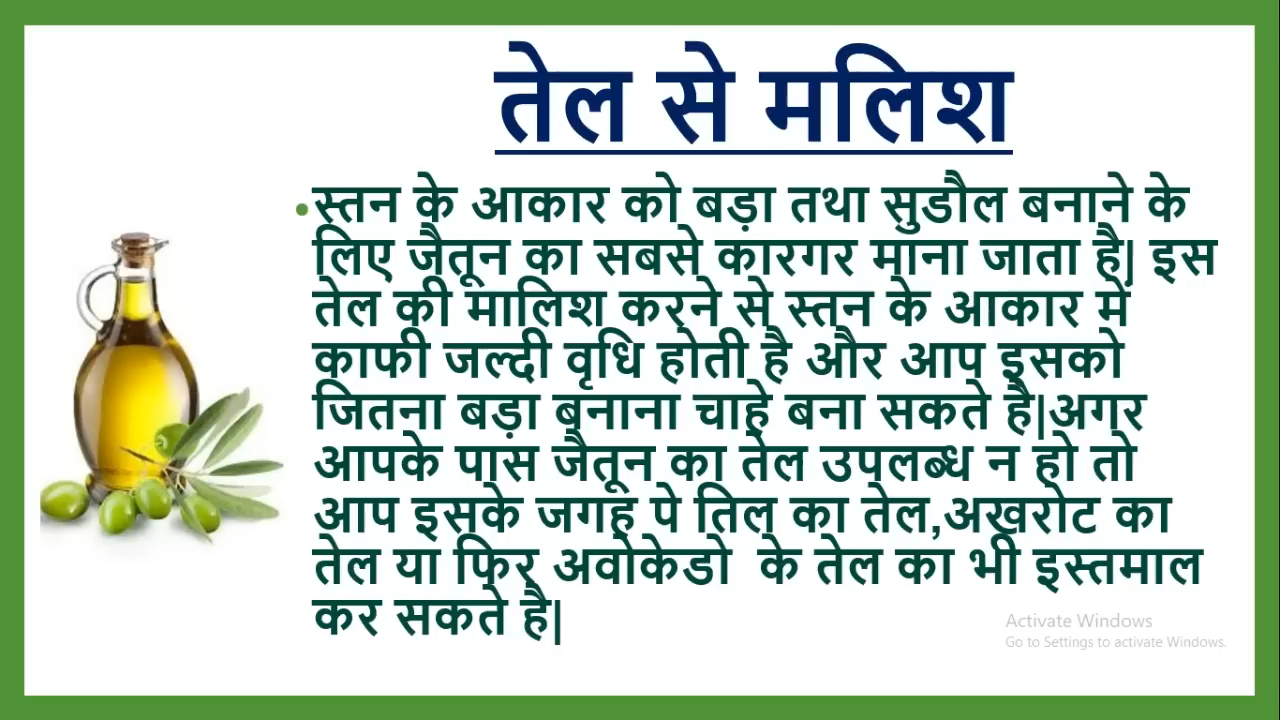 तेल से मलिश
•स्तन के आकार को बड़ा तथा सुडौल बनाने के
लिए जैतून का सबसे कारगर माना जाता है| इस
तेल की मालिश करने से स्तन के आकार में
काफी जल्दी वृधि होती है और आप इसको
जितना बड़ा बनाना चाहे बना सकते है|अगर
आपके पास जैतून का तेल उपलब्ध न हो तो
आप इसके जगह पे तिल का तेल,अखरोट का
तेल या फिर अवोकेडो के तेल का भी इस्तमाल
कर सकते है|
Activate Windows
Go to Settings to activate Windows.